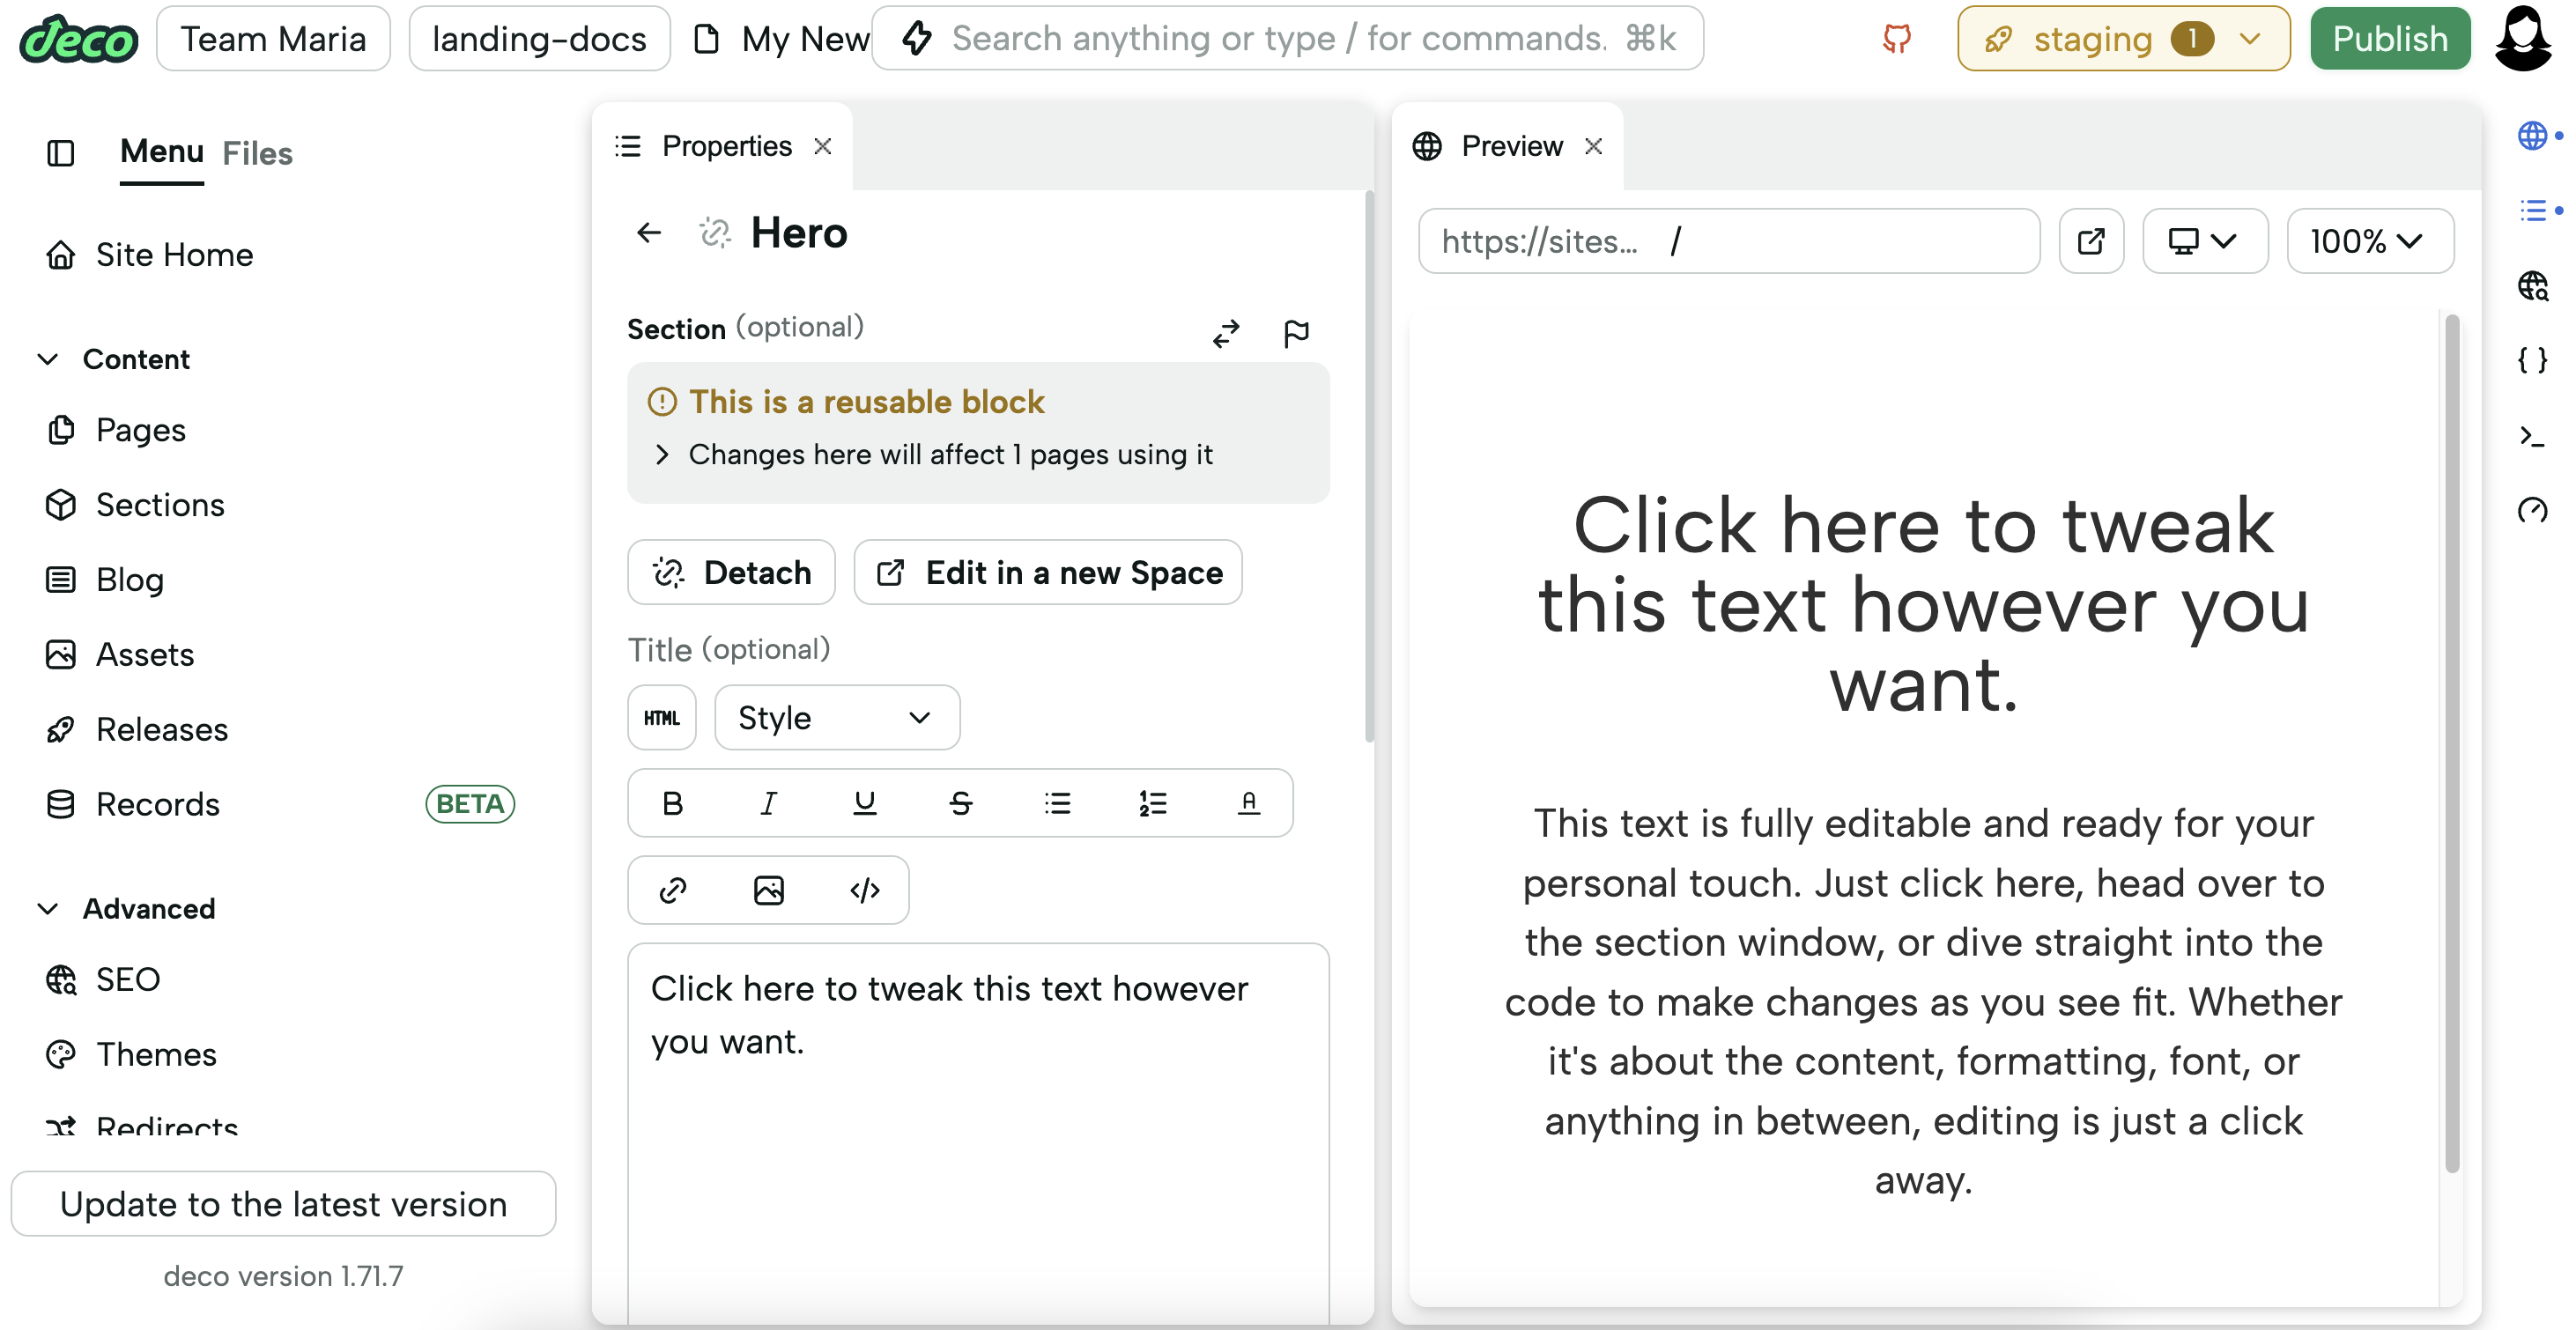 deco
Team Maria
landing-docs
My New
Search anything or type / for commands. ⌘k
staging 1
Publish
Menu
Files
Site Home
Content
Pages
Sections
Blog
Assets
Releases
Records BETA
Advanced
SEO
Themes
Redirects
Update to the latest version
deco version 1.71.7
Properties
Hero
Section (optional)
This is a reusable block
Changes here will affect 1 pages using it
Detach
Edit in a new Space
Title (optional)
HTML
Style
Click here to tweak this text however
you want.
Preview
https://sites... /
100%
Click here to tweak
this text however you
want.
This text is fully editable and ready for your
personal touch. Just click here, head over to
the section window, or dive straight into the
code to make changes as you see fit. Whether
it's about the content, formatting, font, or
anything in between, editing is just a click
away.